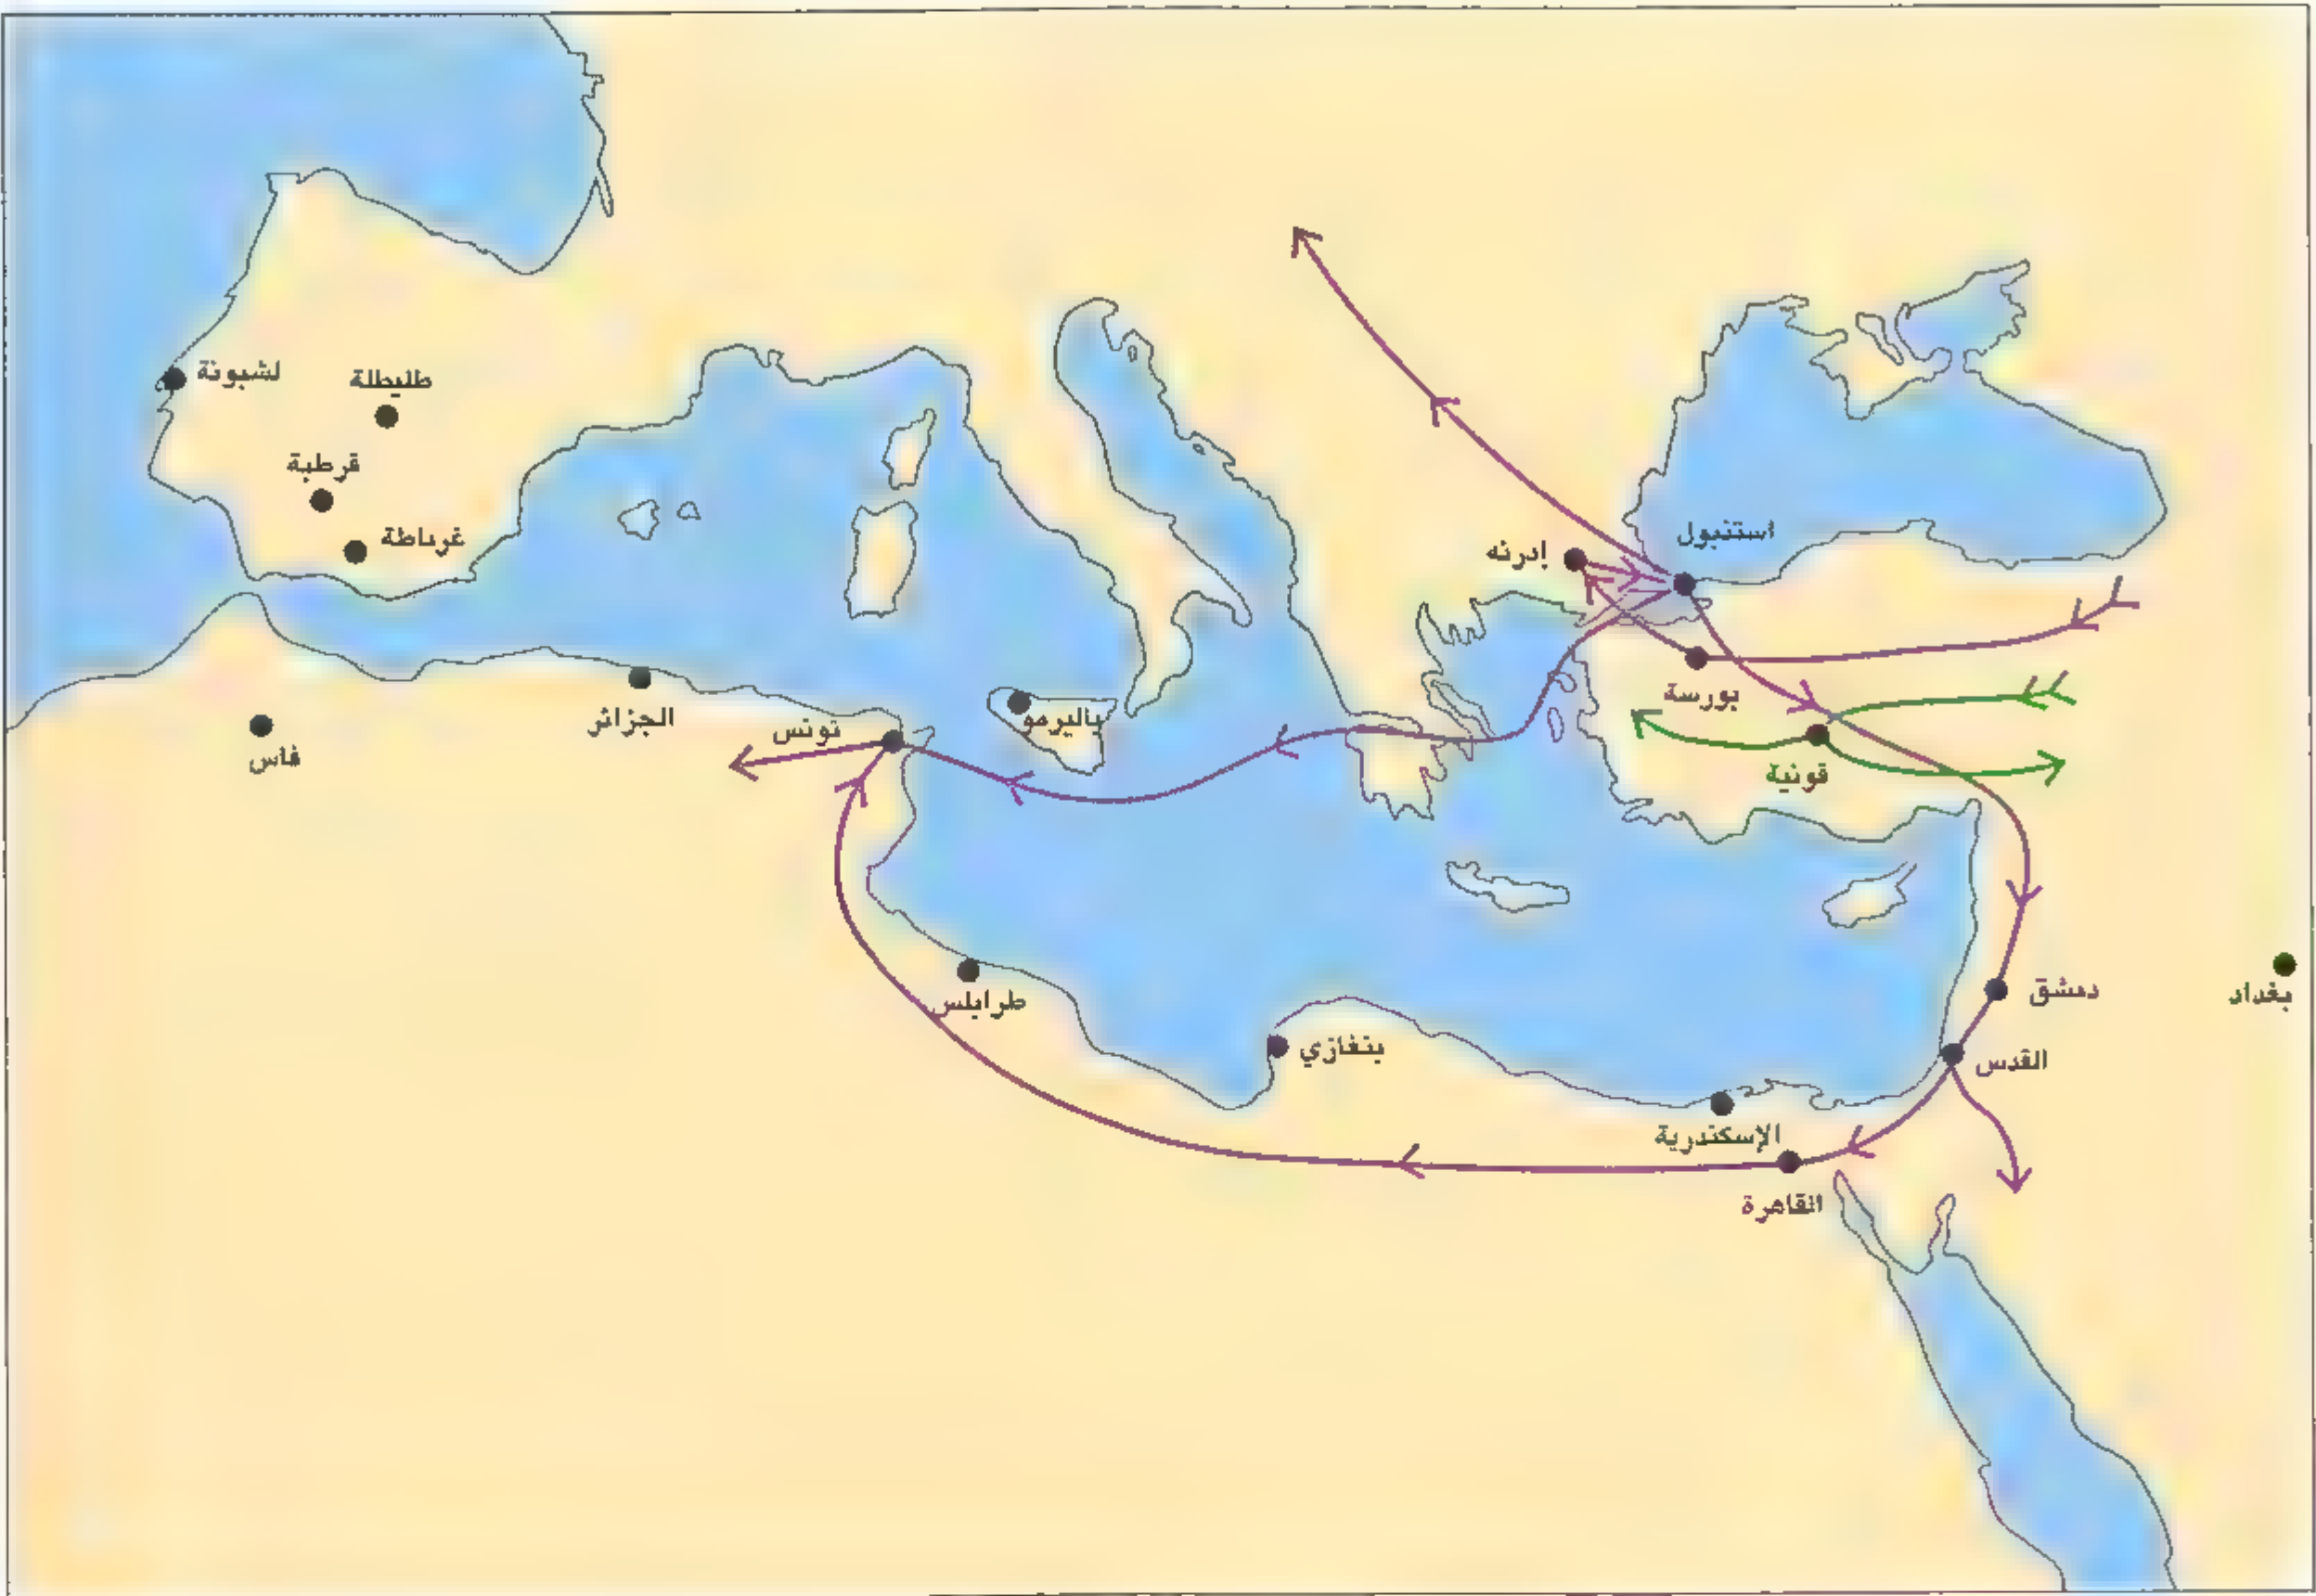 لشبونة
طليطلة
قرطبة
غرناطة
استنبول
إدرنه
بورسة
قونية
باليرمو
تونس
الجزائر
فاس
طرابلس
بنغازي
دمشق
بغداد
القدس
الإسكندرية
القاهرة